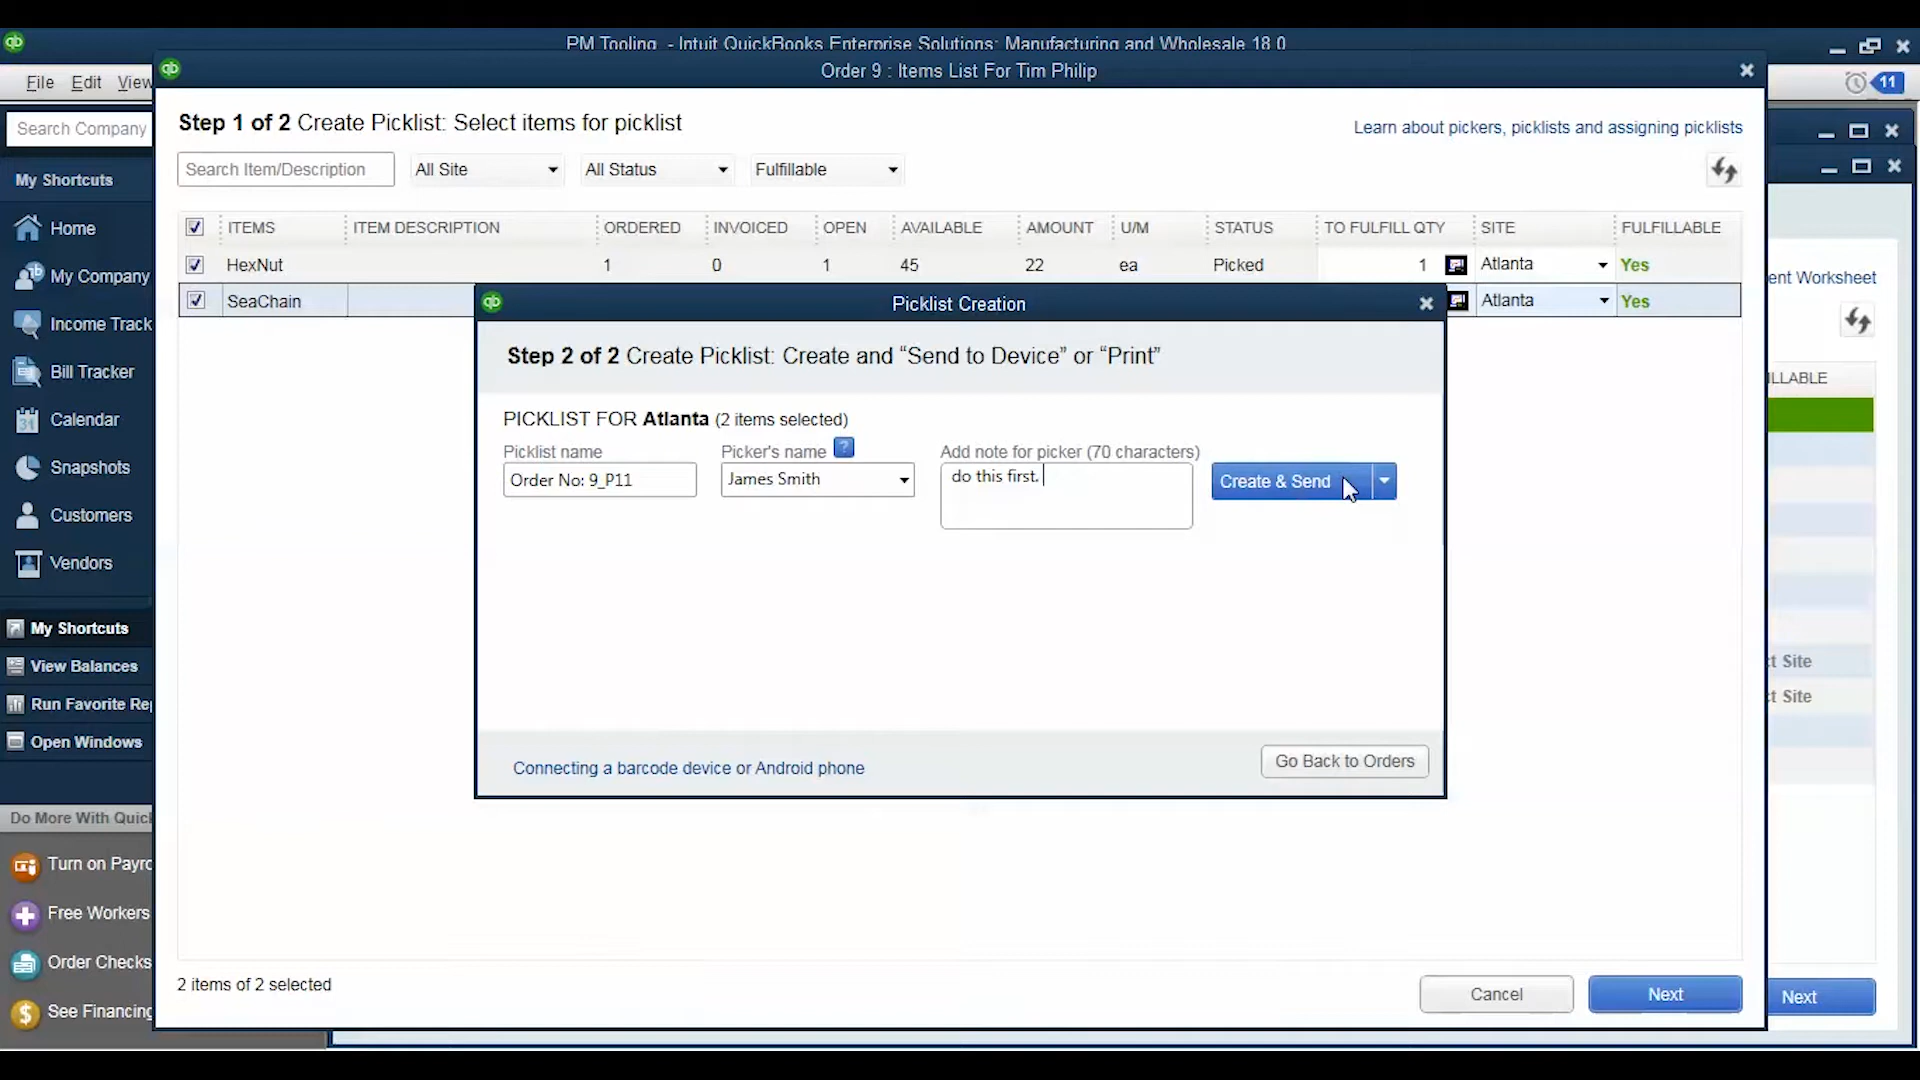 PM Tooling - Intuit QuickBooks Enterprise Solutions: Manufacturing and Wholesale 18.0
Order 9 : Items List For Tim Philip
File Edit View
11
Search Company
Step 1 of 2 Create Picklist: Select items for picklist
Learn about pickers, picklists and assigning picklists
Search Item/Description
All Site
All Status
Fulfillable
My Shortcuts
Home
My Company
Income Track
Bill Tracker
Calendar
31
Snapshots
Customers
Vendors
My Shortcuts
View Balances
Run Favorite Re
Open Windows
Do More With Quic
Turn on Payro
Free Workers
Order Checks
See Financing
ITEMS ITEM DESCRIPTION ORDERED INVOICED OPEN AVAILABLE AMOUNT U/M STATUS TO FULFILL QTY SITE FULFILLABLE
HexNut 1 0 1 45 22 ea Picked 1 Atlanta Yes
SeaChain Atlanta Yes
ent Worksheet
LLABLE
t Site
t Site
Next
Picklist Creation
Step 2 of 2 Create Picklist: Create and “Send to Device” or “Print”
PICKLIST FOR Atlanta (2 items selected)
Picklist name
Order No: 9_P11
Picker's name ?
James Smith
Add note for picker (70 characters)
do this first.
Create & Send
Connecting a barcode device or Android phone
Go Back to Orders
2 items of 2 selected
Cancel
Next